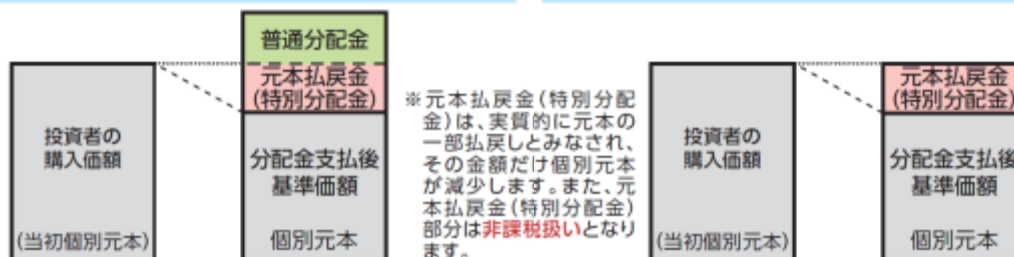 普通分配金
元本払戻金
(特別分配金)
投資者の
購入価額
(当初個別元本)
分配金支払後
基準価額
個別元本
※元本払戻金(特別分配
金)は、実質的に元本の
一部払戻しとみなされ、
その金額だけ個別元本
が減少します。また、元
本払戻金(特別分配金)
部分は非課税扱いとなり
ます。
投資者の
購入価額
(当初個別元本)
元本払戻金
(特別分配金)
分配金支払後
基準価額
個別元本